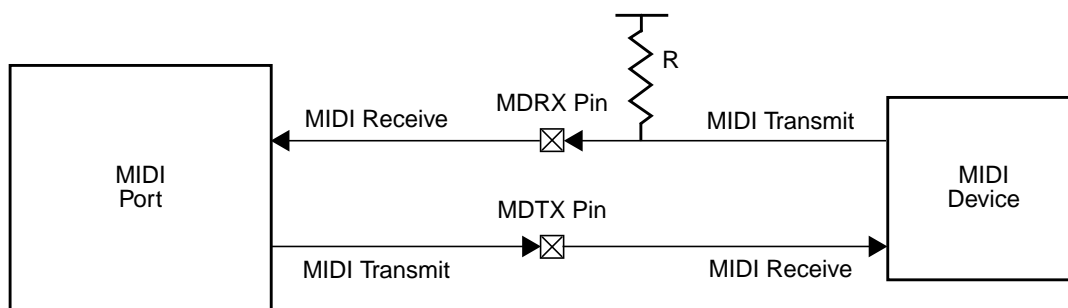 R
MDRX Pin
MIDI Receive
MIDI Transmit
MIDI
Port
MIDI
Device
MDTX Pin
MIDI Transmit
MIDI Receive